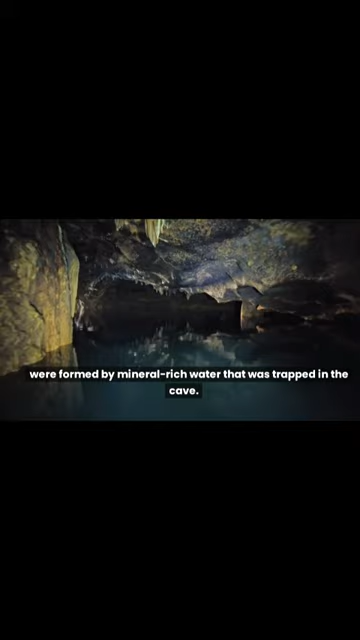 were formed by mineral-rich water that was trapped in the
cave.